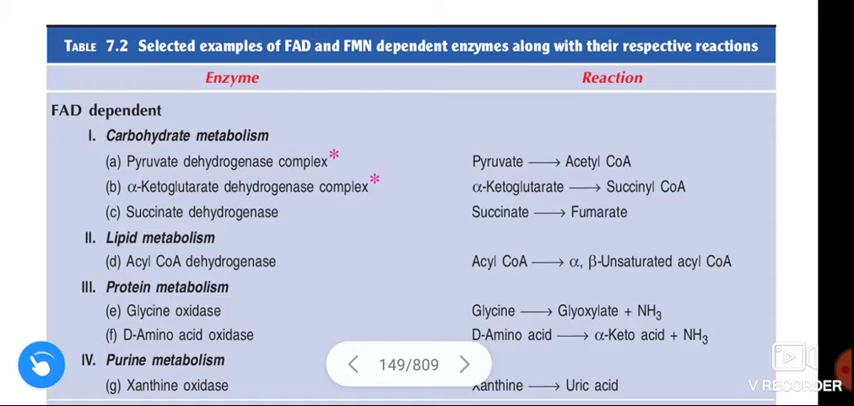 TABLE 7.2 Selected examples of FAD and FMN dependent enzymes along with their respective reactions
Enzyme Reaction
FAD dependent
I. Carbohydrate metabolism
(a) Pyruvate dehydrogenase complex* Pyruvate ⟶ Acetyl CoA
(b) α-Ketoglutarate dehydrogenase complex* α-Ketoglutarate ⟶ Succinyl CoA
(c) Succinate dehydrogenase Succinate ⟶ Fumarate
II. Lipid metabolism
(d) Acyl CoA dehydrogenase Acyl CoA ⟶ α, β-Unsaturated acyl CoA
III. Protein metabolism
(e) Glycine oxidase Glycine ⟶ Glyoxylate + NH₃
(f) D-Amino acid oxidase D-Amino acid ⟶ α-Keto acid + NH₃
IV. Purine metabolism
(g) Xanthine oxidase Xanthine ⟶ Uric acid
149/809
V RECORDER